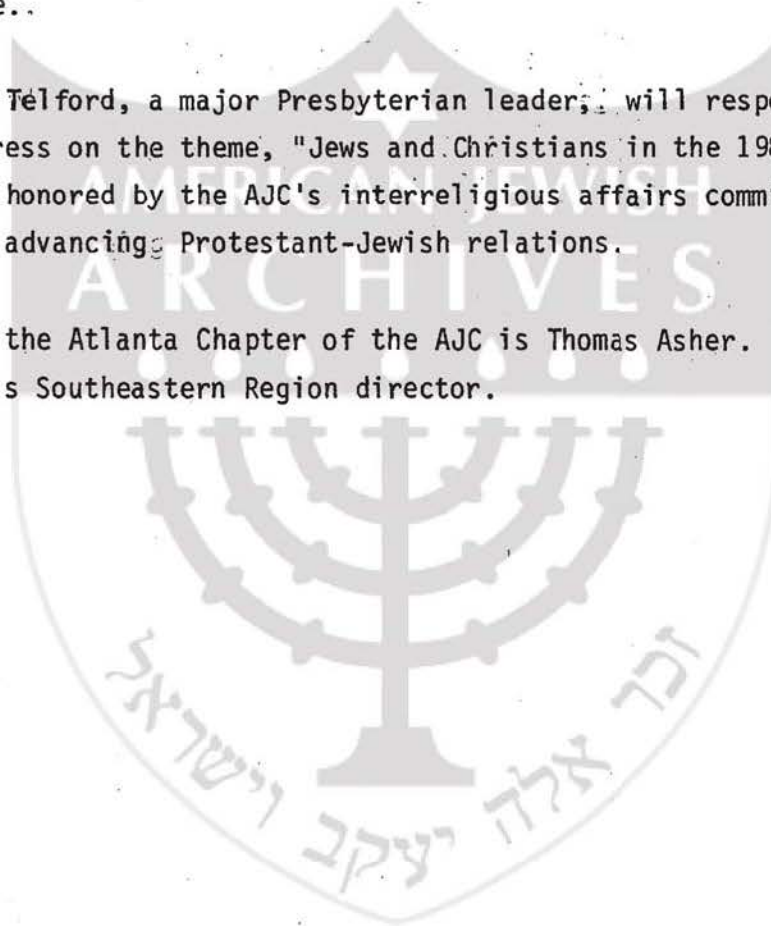 e..
Telford, a major Presbyterian leader, will resp
ress on the theme, "Jews and Christians in the 19
honored by the AJC's interreligious affairs comm
advancing Protestant-Jewish relations.
AMERICAN JEWISH
ARCHIVES
the Atlanta Chapter of the AJC is Thomas Asher.
s Southeastern Region director.
זכר אלה יעקב וישראל